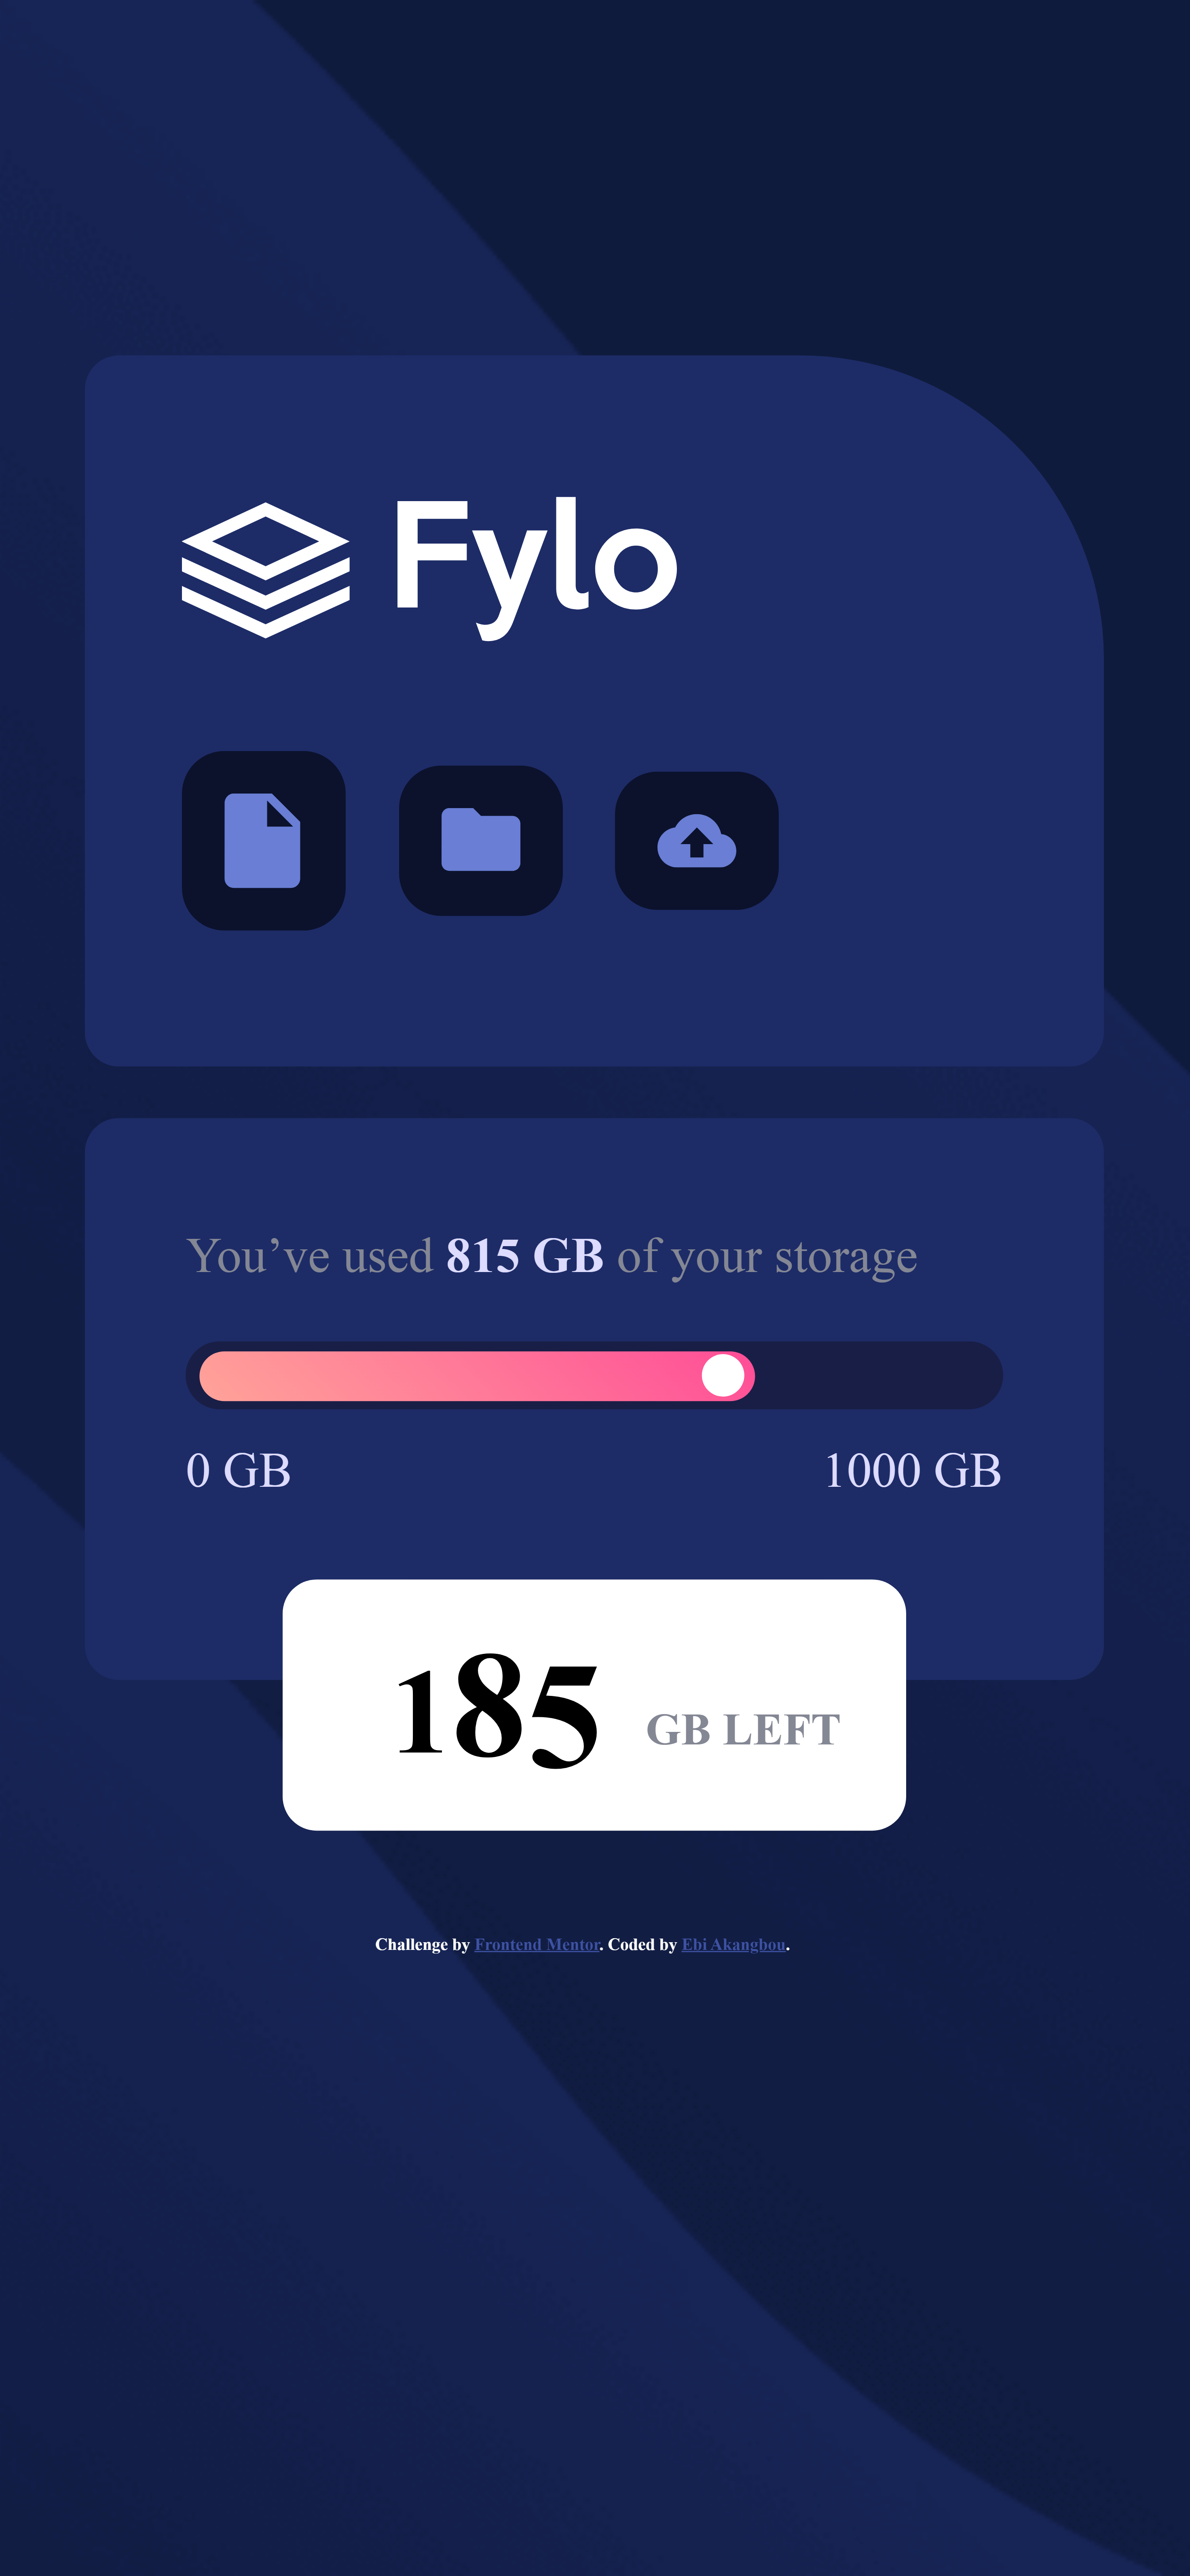 Fylo
You’ve used 815 GB of your storage
0 GB 1000 GB
185 GB LEFT
Challenge by Frontend Mentor. Coded by Ebi Akangbou.